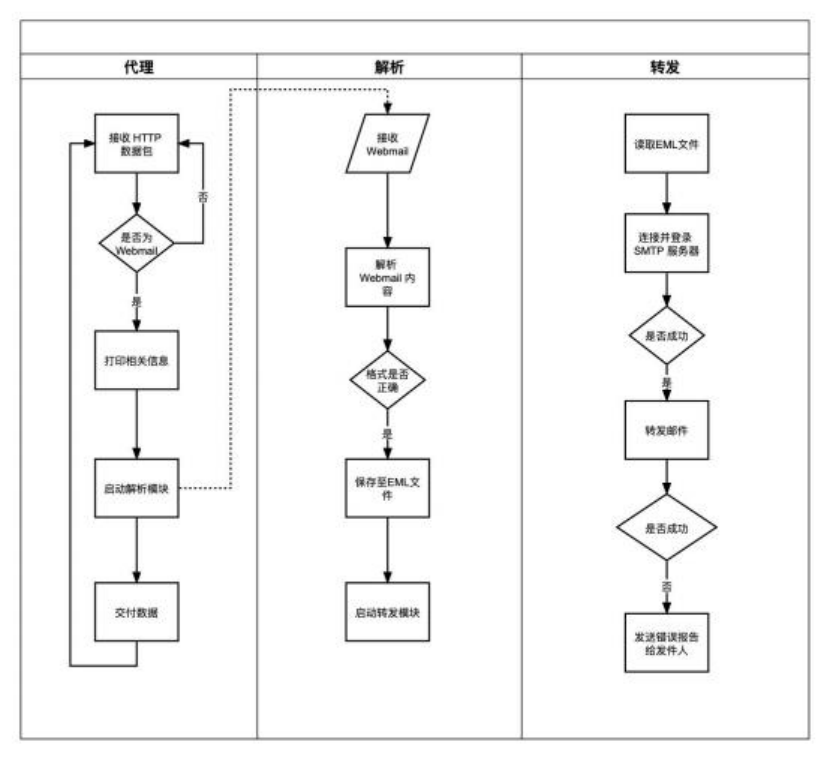 代理
解析
转发
接收 HTTP
数据包
否
是否为
Webmail
是
打印相关信息
启动解析模块
交付数据
接收
Webmail
解析
Webmail 内
容
格式是否
正确
是
保存至EML文
件
启动转发模块
读取EML文件
连接并登录
SMTP 服务器
是否成功
是
转发邮件
是否成功
否
发送错误报告
给发件人